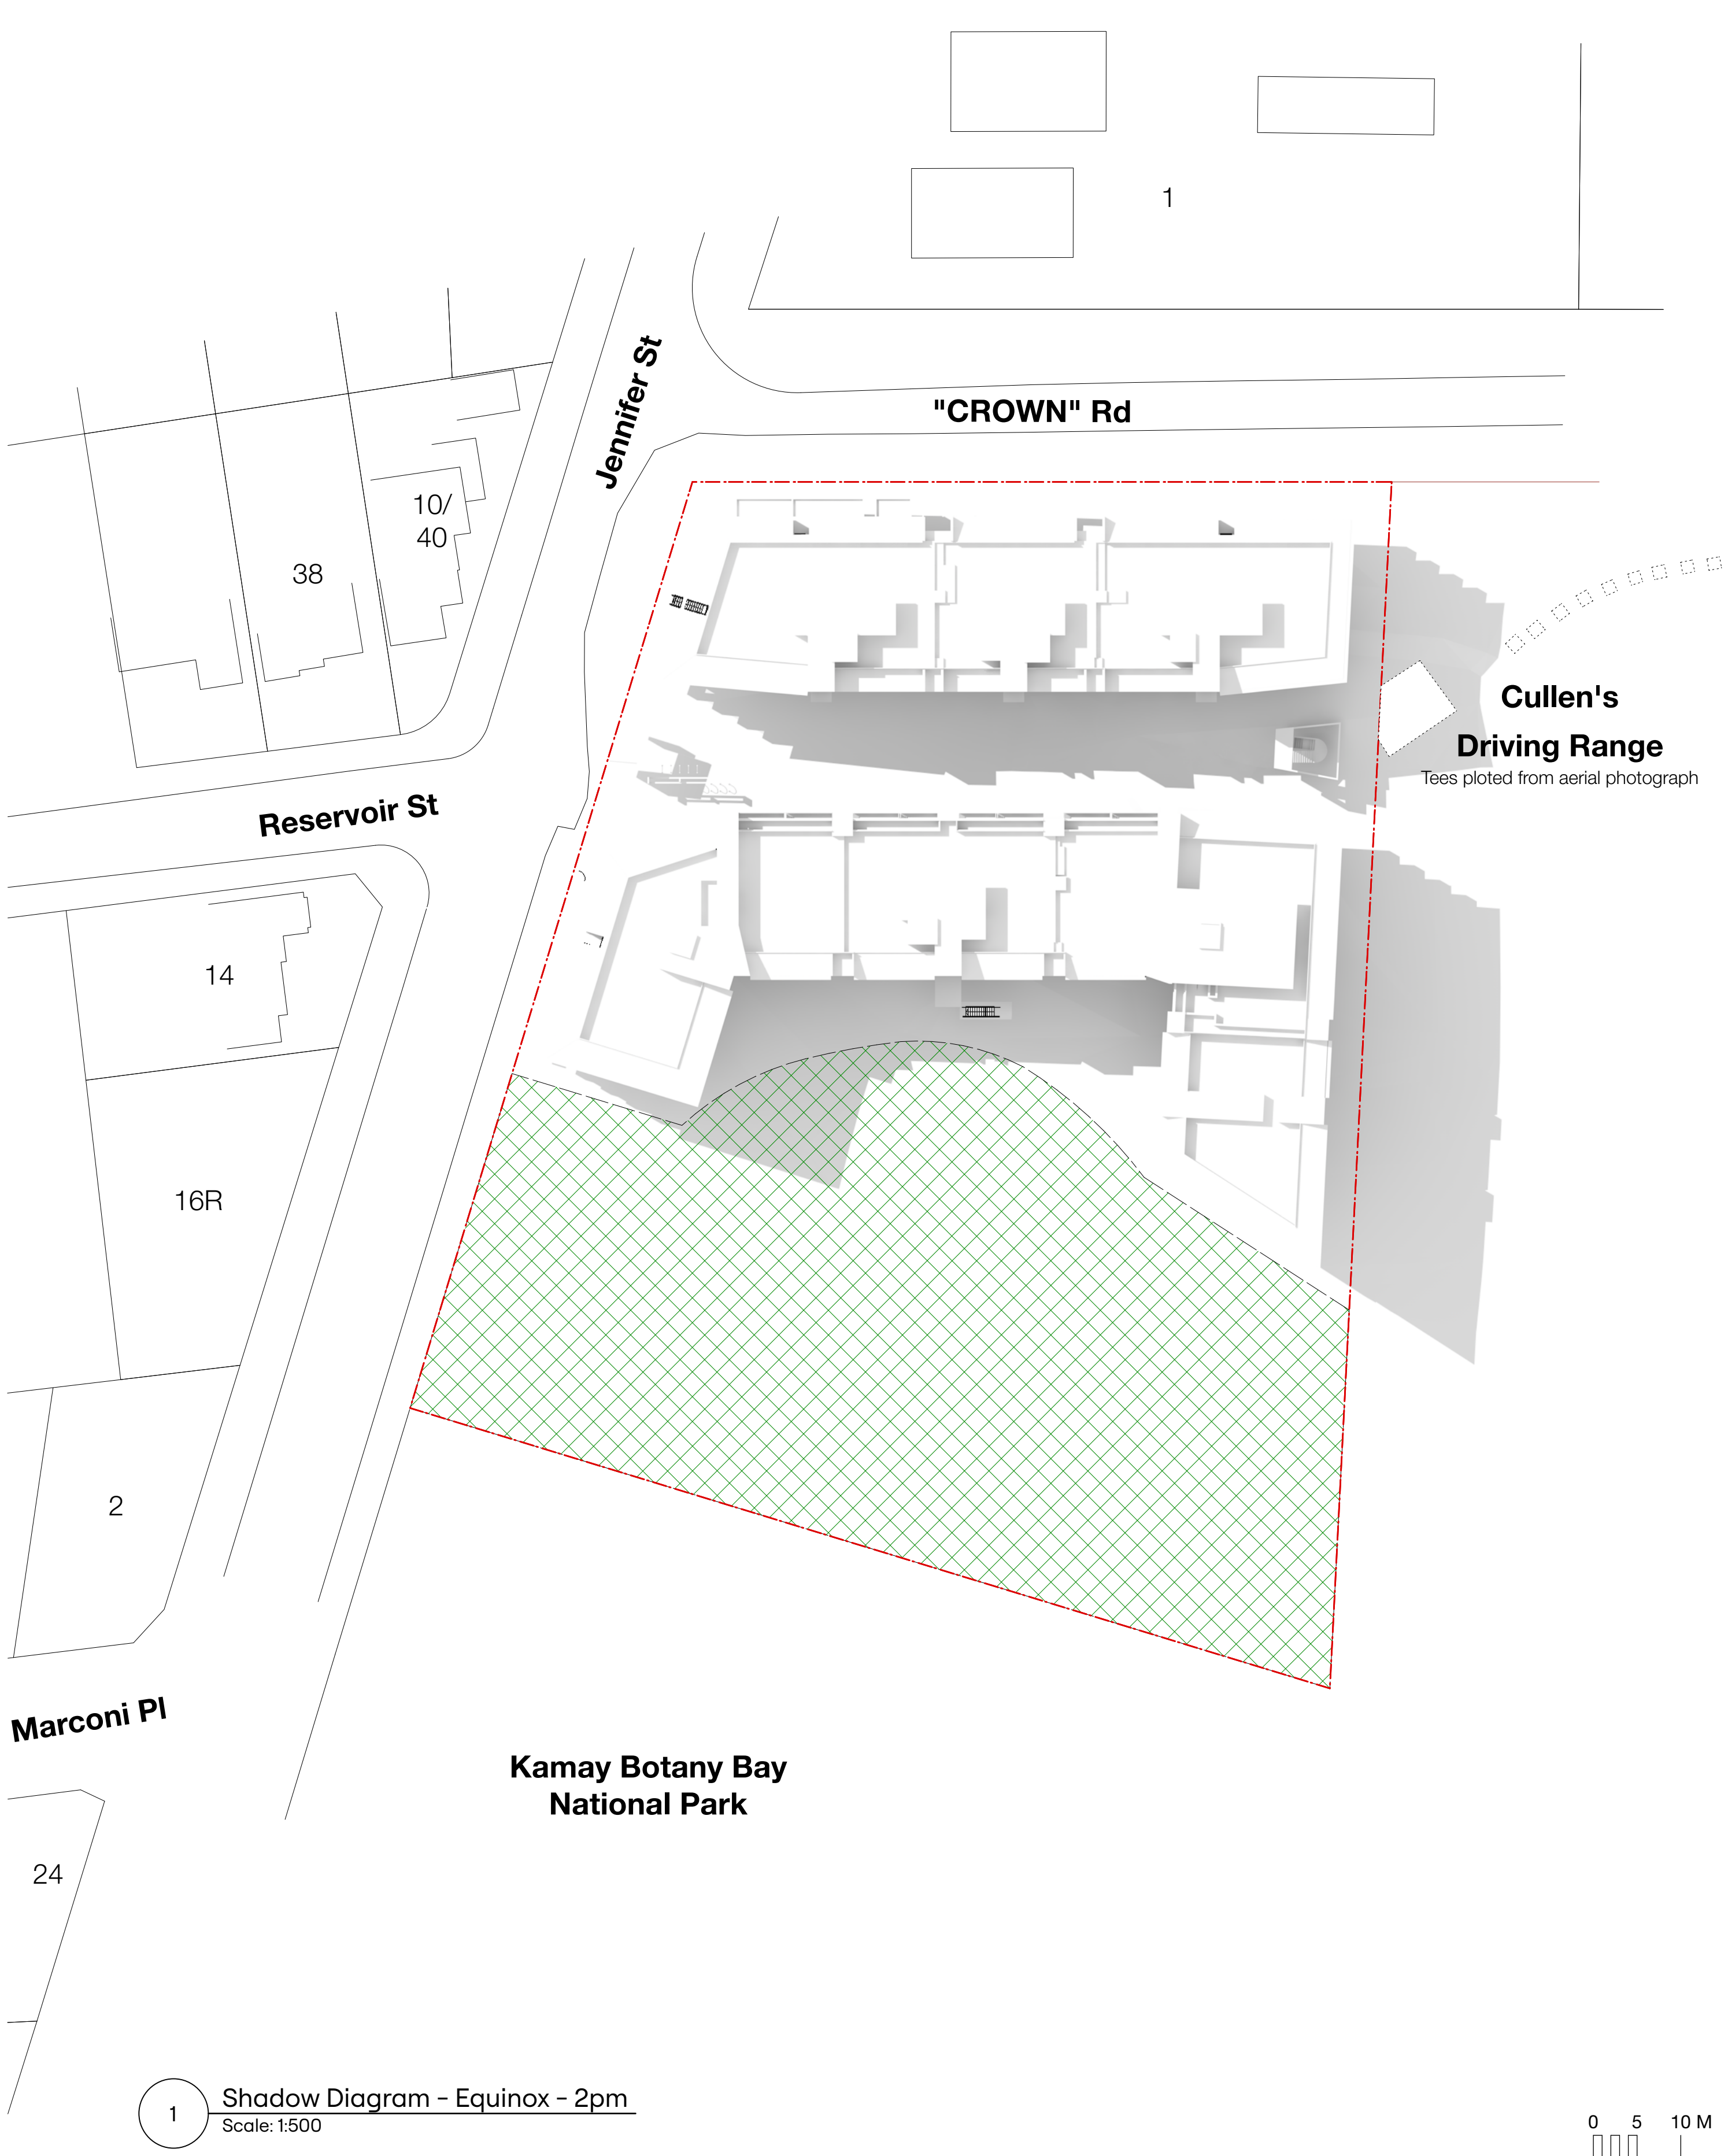 1
Jennifer St
"CROWN" Rd
10/
40
38
Cullen's
Driving Range
Tees ploted from aerial photograph
Reservoir St
14
16R
2
Marconi Pl
Kamay Botany Bay
National Park
24
1
Shadow Diagram - Equinox - 2pm
Scale: 1:500
0 5 10 M